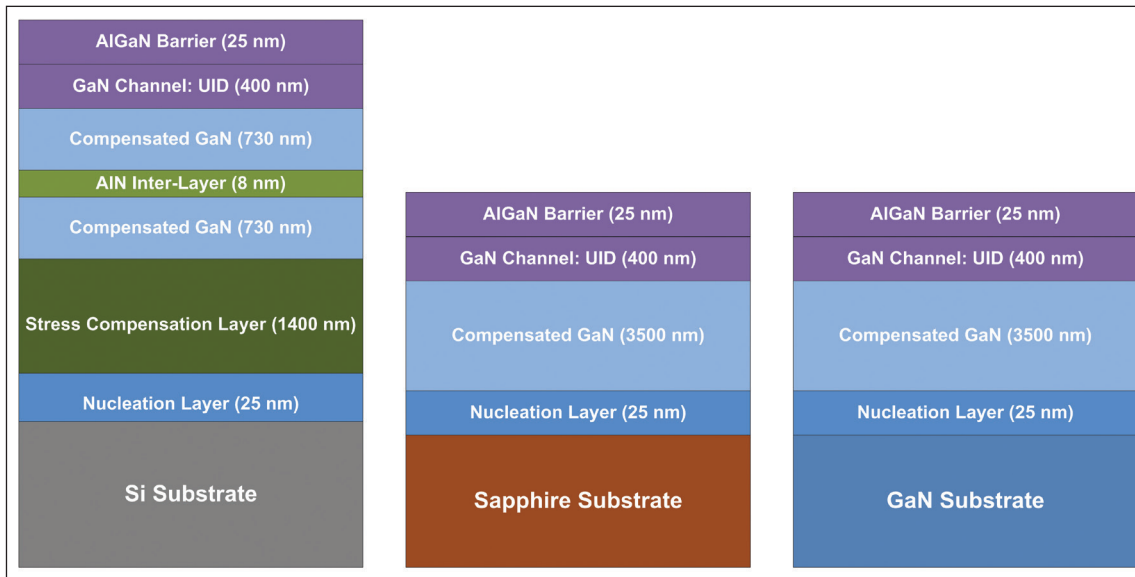 AlGaN Barrier (25 nm)
GaN Channel: UID (400 nm)
Compensated GaN (730 nm)
AlN Inter-Layer (8 nm)
Compensated GaN (730 nm)
Stress Compensation Layer (1400 nm)
Nucleation Layer (25 nm)
Si Substrate
AlGaN Barrier (25 nm)
GaN Channel: UID (400 nm)
Compensated GaN (3500 nm)
Nucleation Layer (25 nm)
Sapphire Substrate
AlGaN Barrier (25 nm)
GaN Channel: UID (400 nm)
Compensated GaN (3500 nm)
Nucleation Layer (25 nm)
GaN Substrate